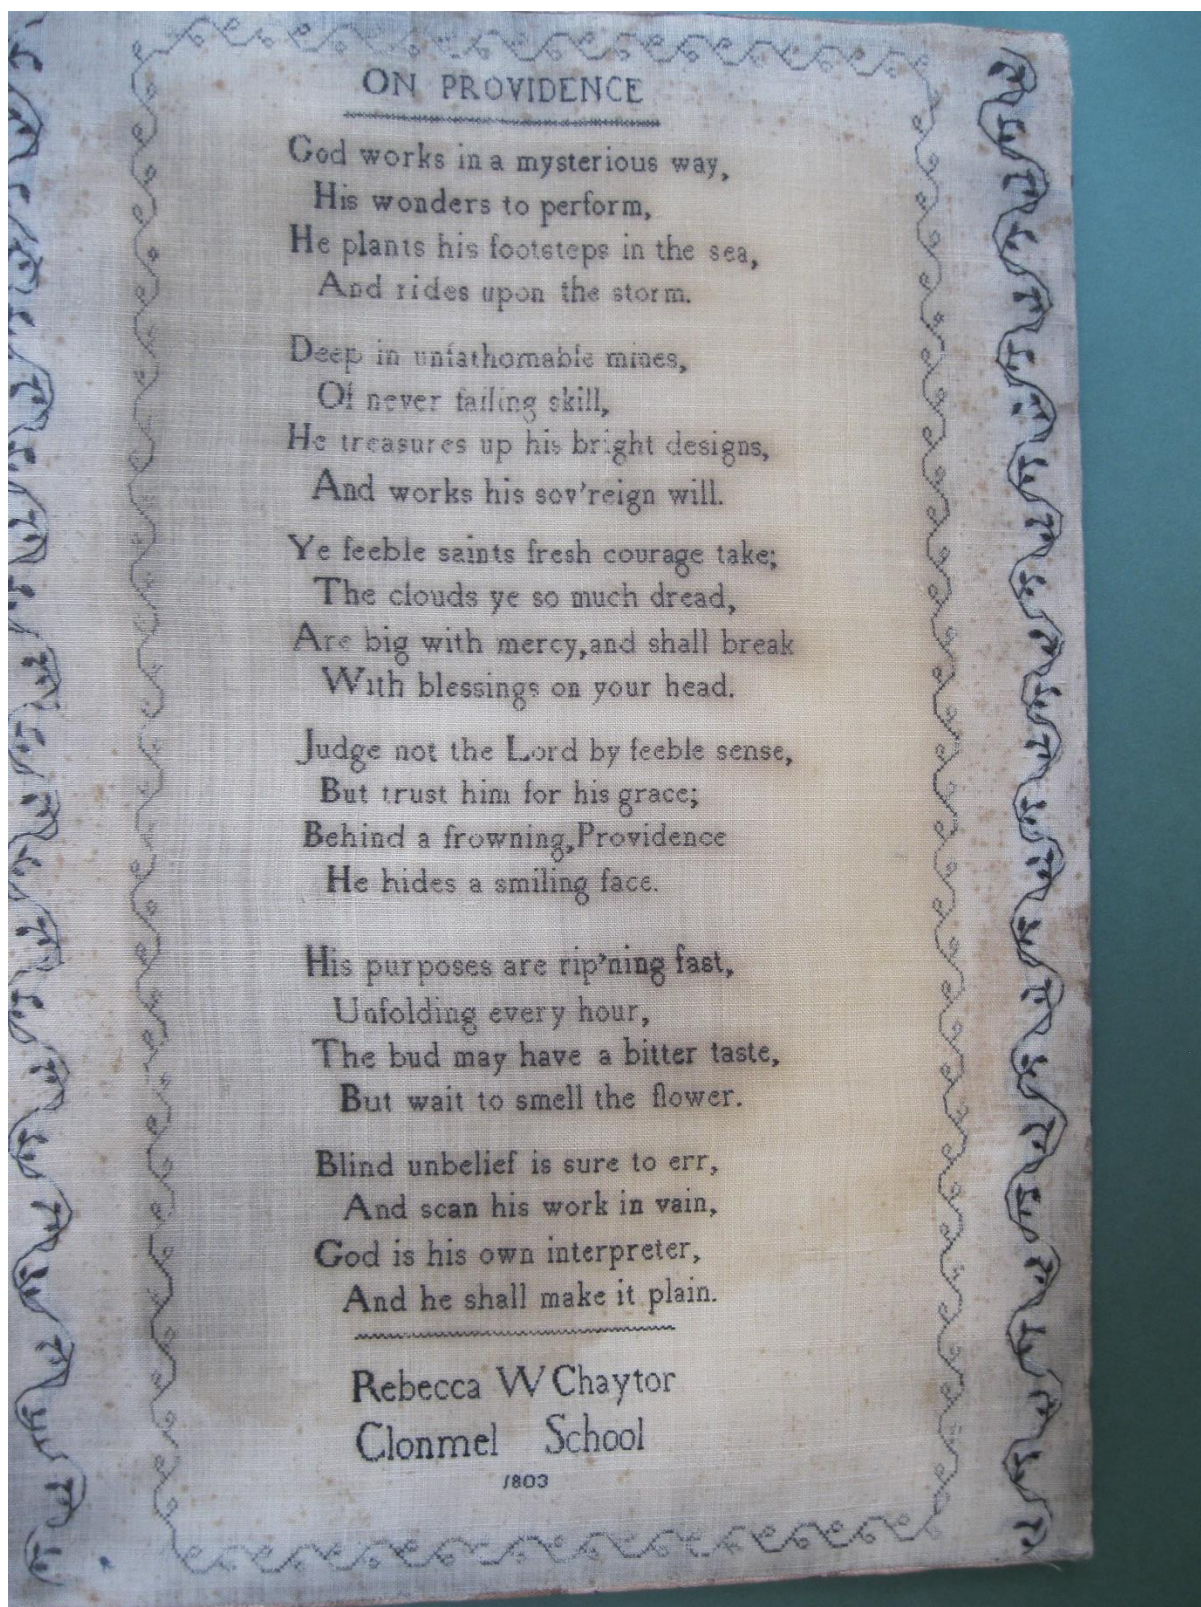 ON PROVIDENCE
God works in a mysterious way,
His wonders to perform,
He plants his footsteps in the sea,
And rides upon the storm.
Deep in unfathomable mines,
Of never failing skill,
He treasures up his bright designs,
And works his sov'reign will.
Ye feeble saints fresh courage take;
The clouds ye so much dread,
Are big with mercy, and shall break
With blessings on your head.
Judge not the Lord by feeble sense,
But trust him for his grace;
Behind a frowning, Providence
He hides a smiling face.
His purposes are rip'ning fast,
Unfolding every hour,
The bud may have a bitter taste,
But wait to smell the flower.
Blind unbelief is sure to err,
And scan his work in vain,
God is his own interpreter,
And he shall make it plain.
Rebecca W Chaytor
Clonmel School
1803